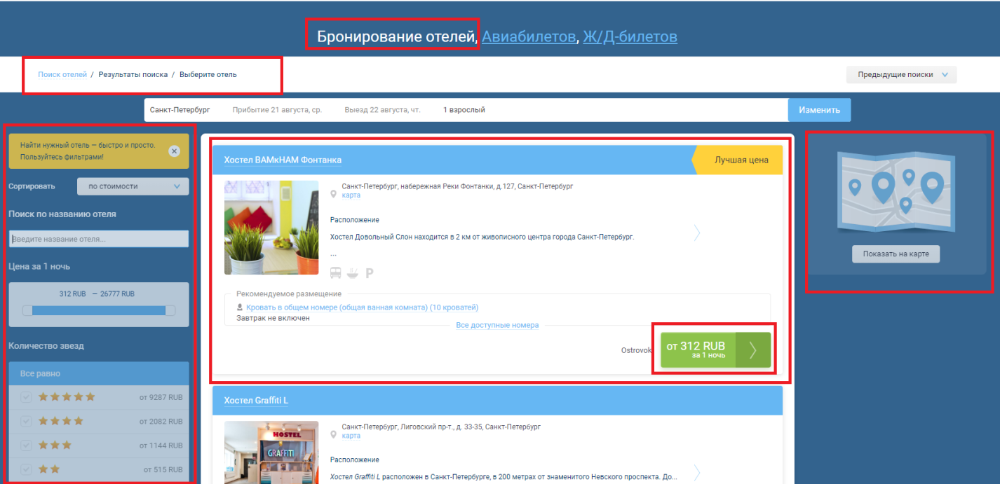 Бронирование отелей, Авиабилетов, Ж/Д-билетов
Поиск отелей / Результаты поиска / Выберите отель
Предыдущие поиски
Санкт-Петербург Прибытие 21 августа, ср. Выезд 22 августа, чт. 1 взрослый Изменить
Найти нужный отель — быстро и просто.
Пользуйтесь фильтрами!
Сортировать по стоимости
Поиск по названию отеля
Введите название отеля...
Цена за 1 ночь
312 RUB — 26777 RUB
Количество звезд
Все равно
от 9287 RUB
от 2082 RUB
от 1144 RUB
от 515 RUB
Хостел ВАМкНАМ Фонтанка
Лучшая цена
Санкт-Петербург, набережная Реки Фонтанки, д.127, Санкт-Петербург
карта
Расположение
Хостел Довольный Слон находится в 2 км от живописного центра города Санкт-Петербург.
...
P
Рекомендуемое размещение
Кровать в общем номере (общая ванная комната) (10 кроватей)
Завтрак не включен
Все доступные номера
Ostrovok
от 312 RUB
за 1 ночь
Хостел Graffiti L
Санкт-Петербург, Лиговский пр-т., д. 33-35, Санкт-Петербург
карта
Расположение
Хостел Graffiti L расположен в Санкт-Петербурге, в 200 метрах от знаменитого Невского проспекта. До...
HOSTEL
GRAFFITI
Показать на карте